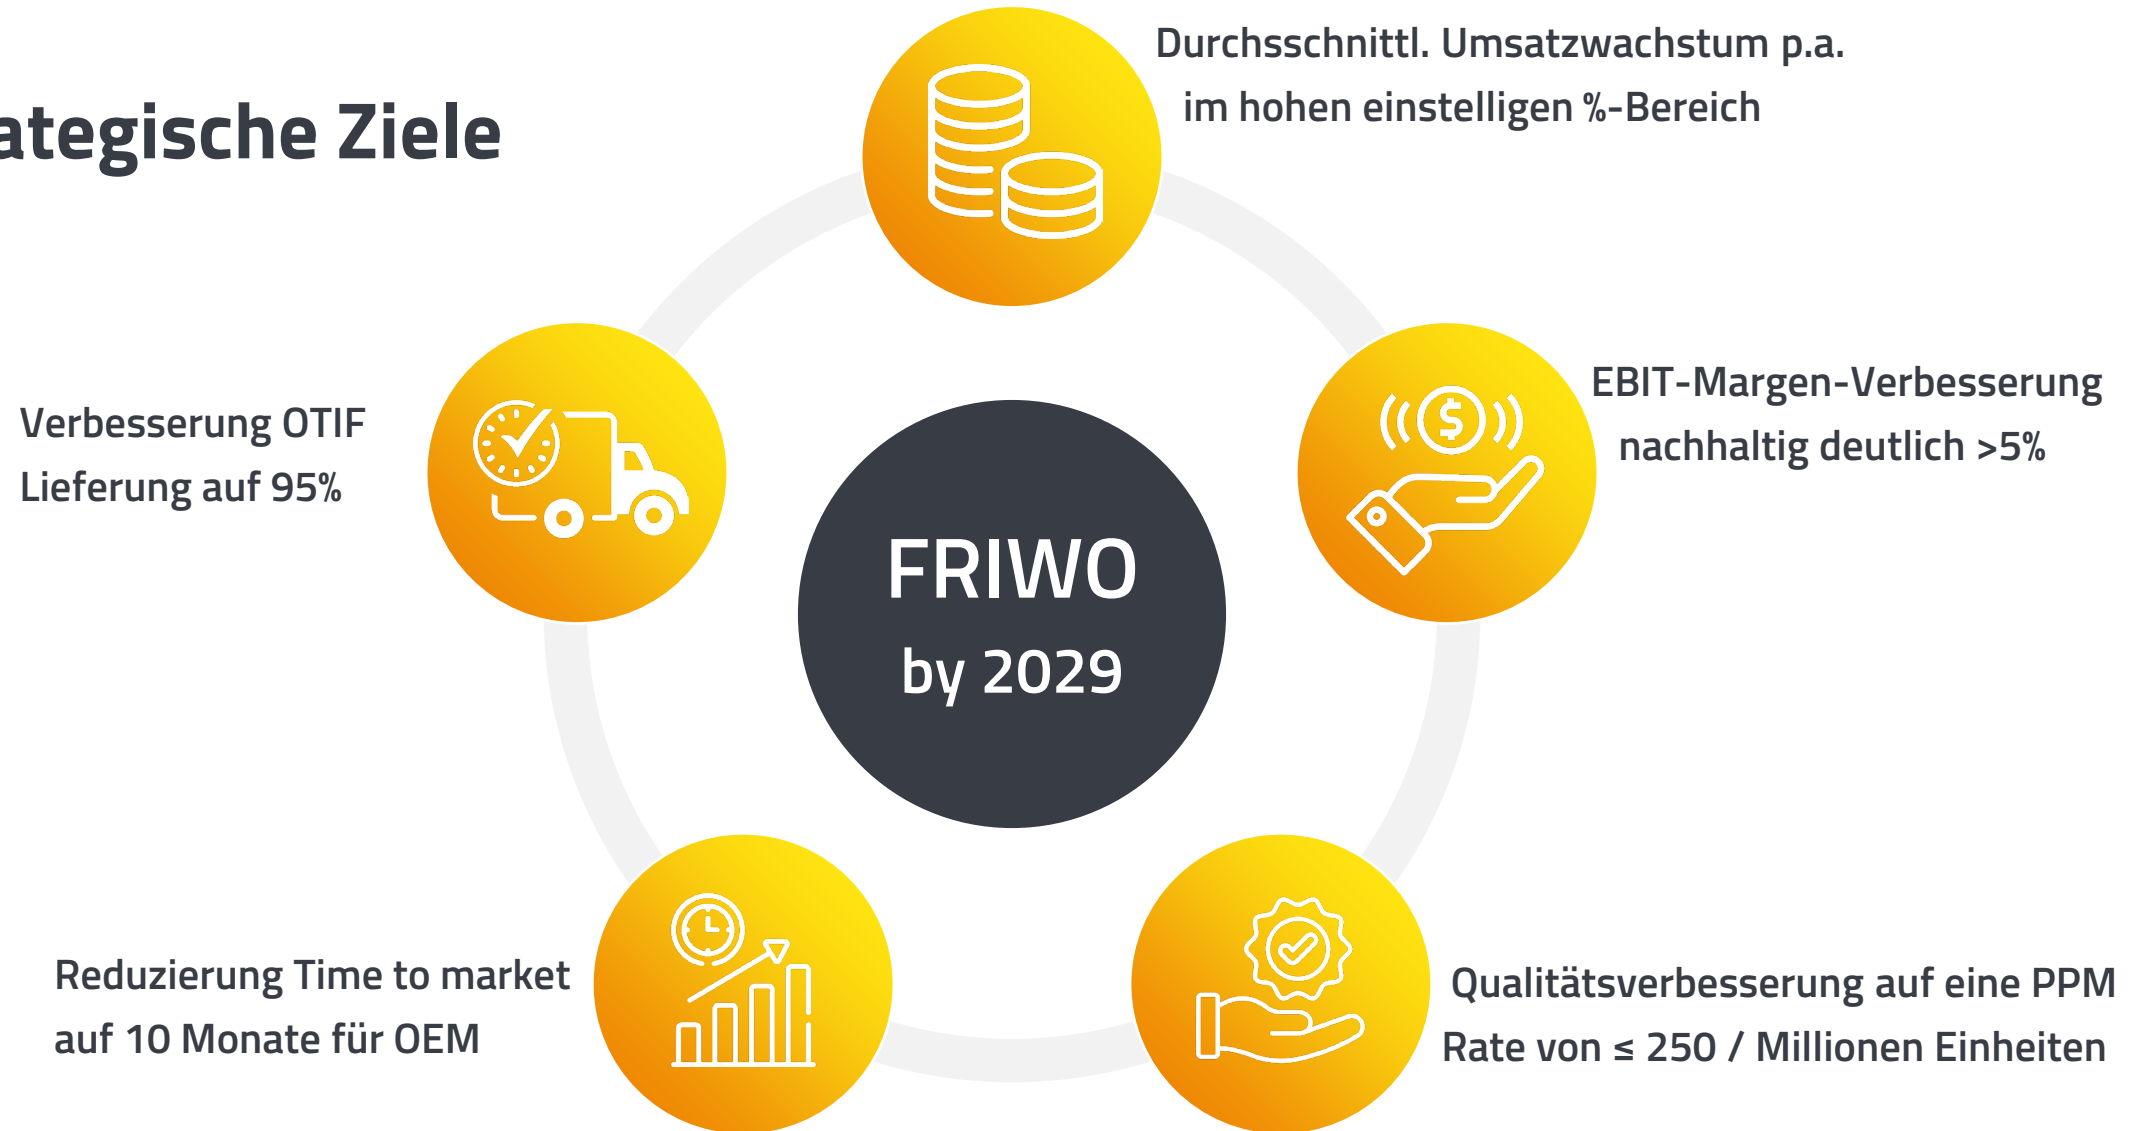 ategische Ziele
Durchsschnittl. Umsatzwachstum p.a.
im hohen einstelligen %-Bereich
EBIT-Margen-Verbesserung
nachhaltig deutlich >5%
Verbesserung OTIF
Lieferung auf 95%
FRIWO
by 2029
Reduzierung Time to market
auf 10 Monate für OEM
Qualitätsverbesserung auf eine PPM
Rate von ≤ 250 / Millionen Einheiten